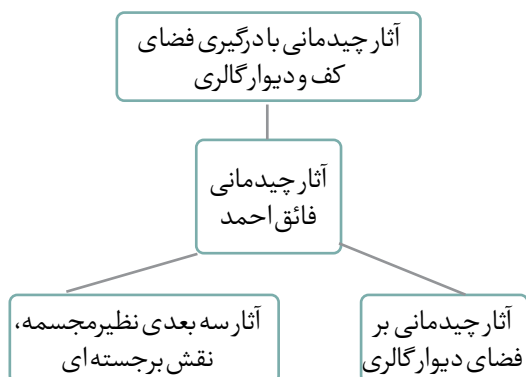 آثار چیدمانی با درگیری فضای
کف و دیوار گالری
آثار چیدمانی
فائق احمد
آثار چیدمانی بر
فضای دیوار گالری
آثار سه بعدی نظیر مجسمه،
نقش برجسته ای